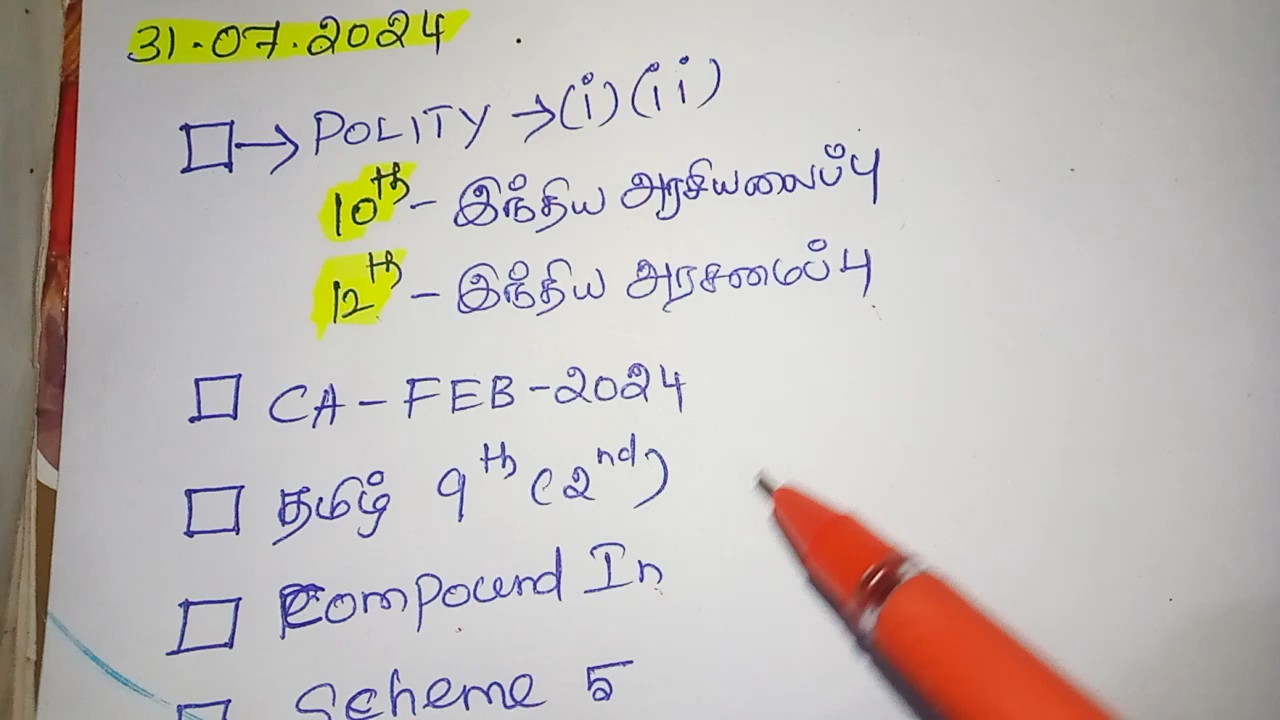 31.07.2024
→ POLITY → (i) (ii)
10th - இந்திய அரசியலைப்பு
12th - இந்திய அரசமைப்பு
CA - FEB - 2024
தமிழ் 9th (2nd)
Compound In
Scheme 5